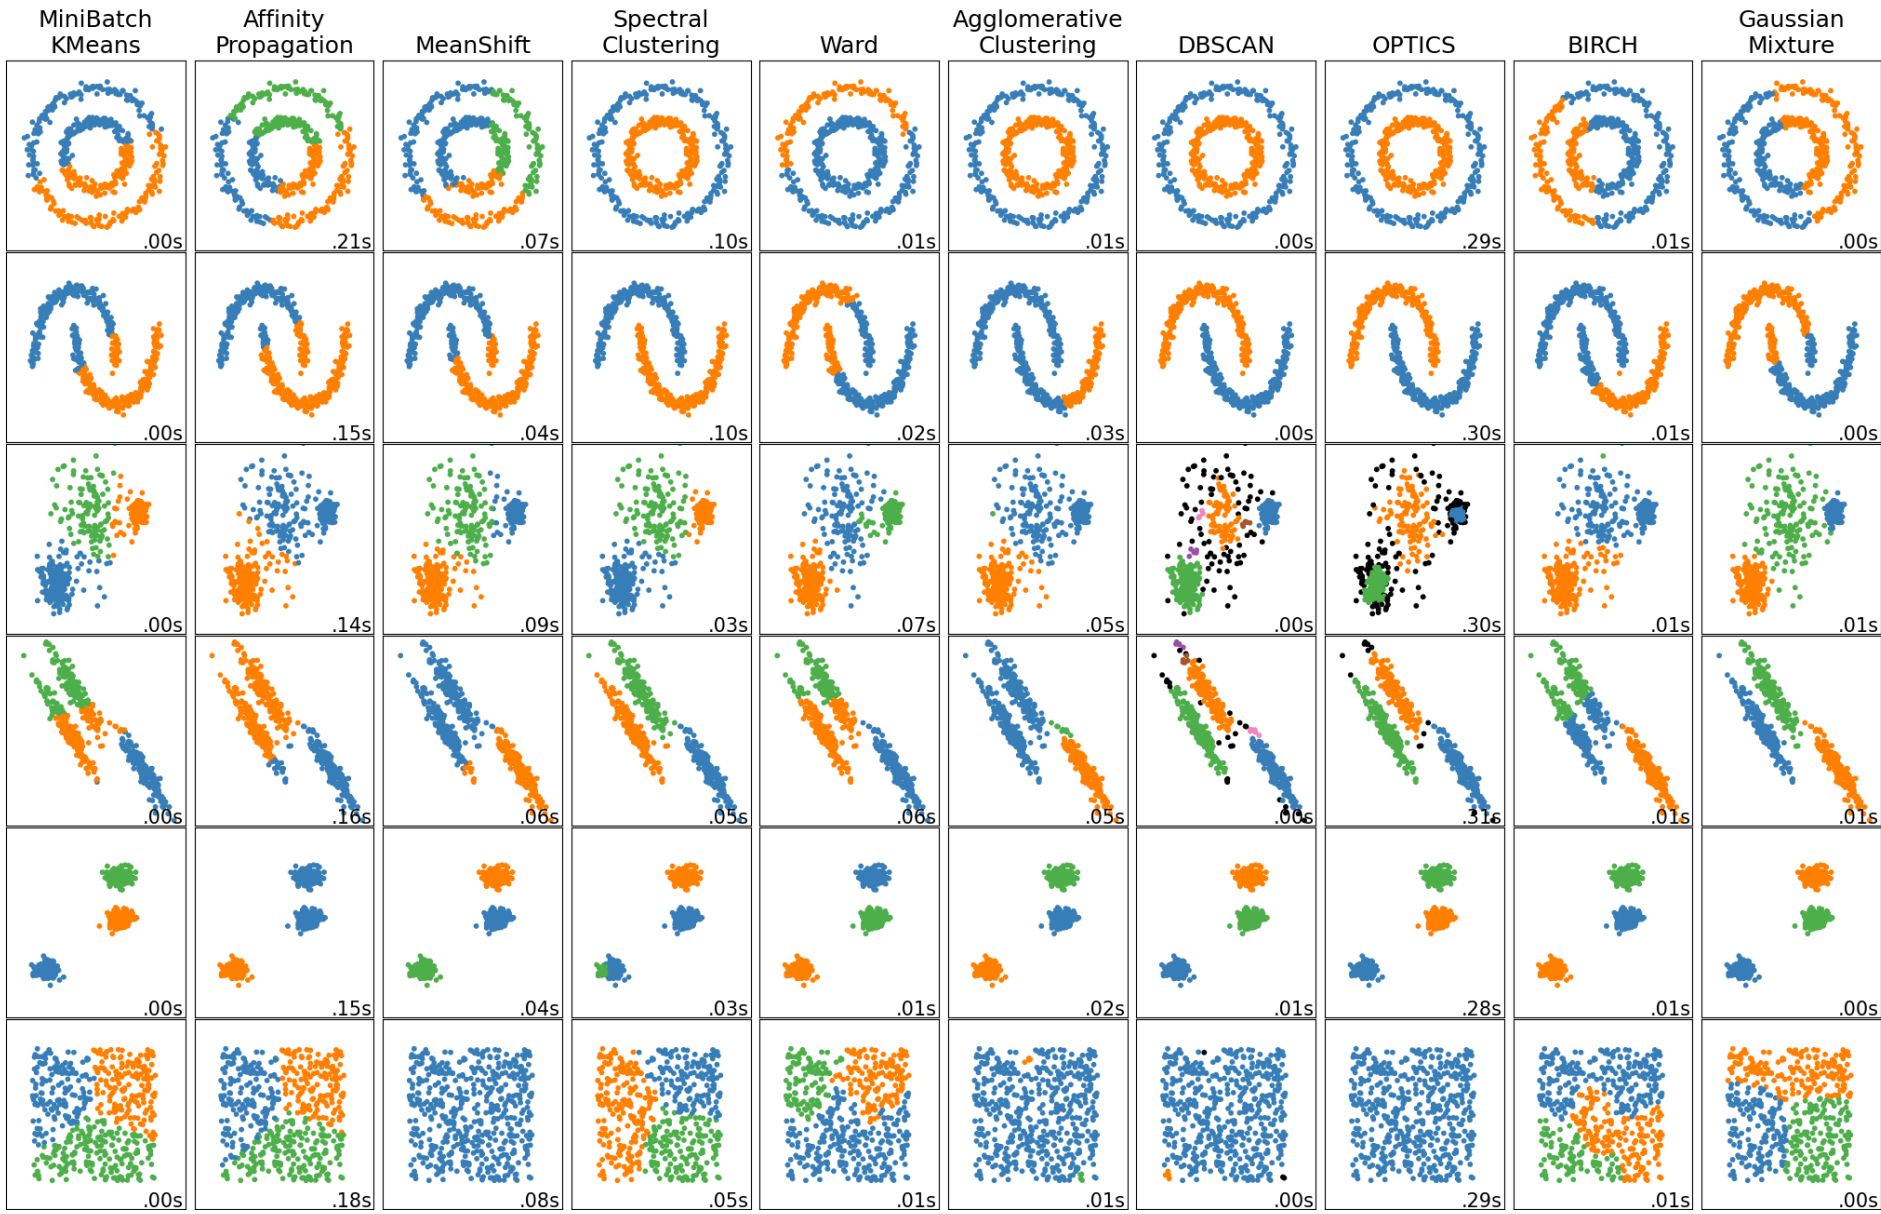 MiniBatch
KMeans
Affinity
Propagation
MeanShift
Spectral
Clustering
Ward
Agglomerative
Clustering
DBSCAN
OPTICS
BIRCH
Gaussian
Mixture
.00s .21s .07s .10s .01s .01s .00s .29s .01s .00s
.00s .15s .04s .10s .02s .03s .00s .30s .01s .00s
.00s .14s .09s .03s .07s .05s .00s .30s .01s .01s
.00s .16s .06s .05s .06s .05s .00s .31s .01s .01s
.00s .15s .04s .03s .01s .02s .01s .28s .01s .00s
.00s .18s .08s .05s .01s .01s .00s .29s .01s .00s